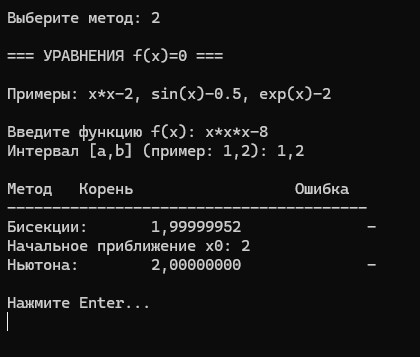 Выберите метод: 2
=== УРАВНЕНИЯ f(x)=0 ===
Примеры: x*x-2, sin(x)-0.5, exp(x)-2
Введите функцию f(x): x*x*x-8
Интервал [a,b] (пример: 1,2): 1,2
Метод Корень Ошибка
----------------------------------------
Бисекции: 1,99999952 -
Начальное приближение x0: 2
Ньютона: 2,00000000 -
Нажмите Enter...